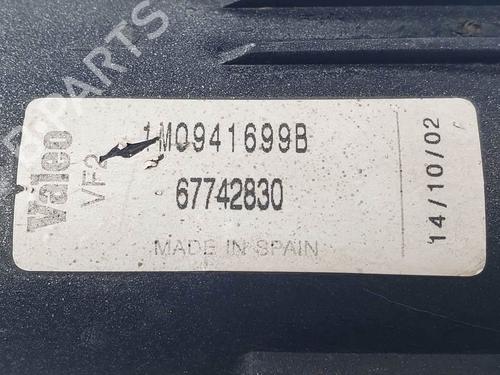 Valeo
VF2
1M0941699B
67742830
MADE IN SPAIN
14/10/02